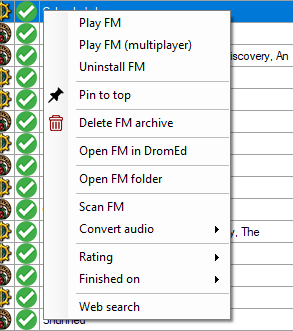 Play FM
Play FM (multiplayer)
Uninstall FM
iscovery, An
Pin to top
Delete FM archive
Open FM in DromEd
Open FM folder
Scan FM
Convert audio
y, The
Rating
Finished on
Web search